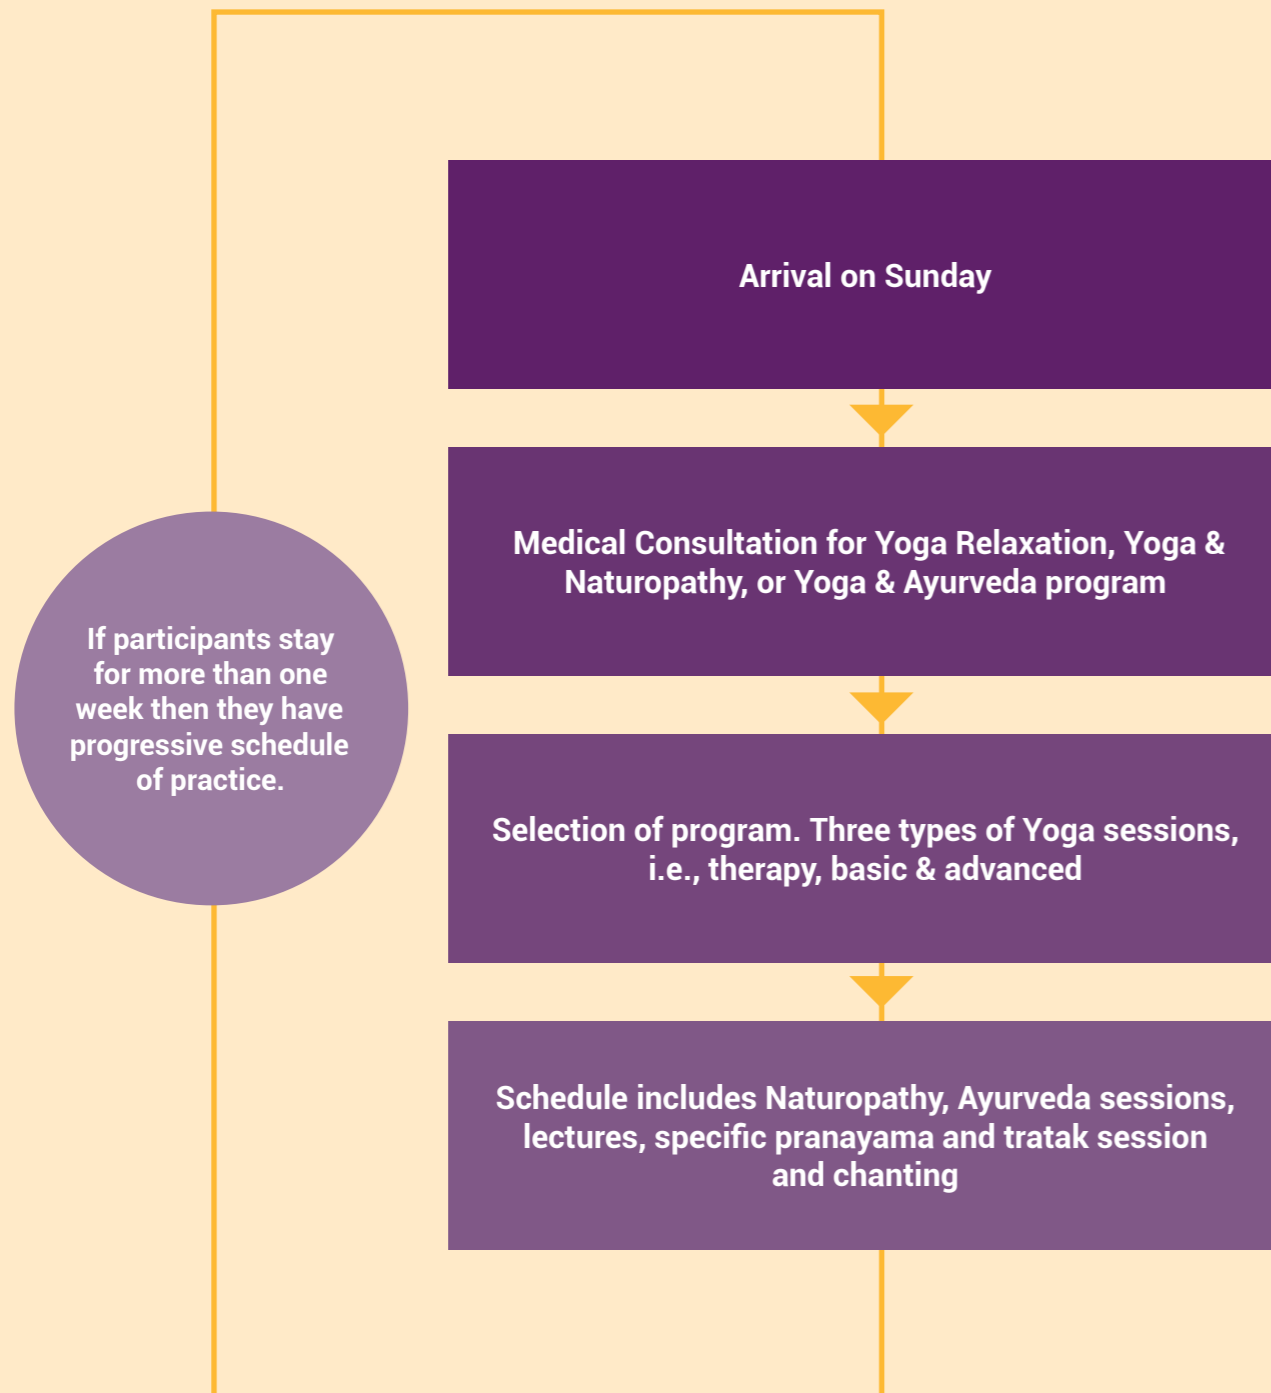 Arrival on Sunday
Medical Consultation for Yoga Relaxation, Yoga &
Naturopathy, or Yoga & Ayurveda program
If participants stay
for more than one
week then they have
progressive schedule
of practice.
Selection of program. Three types of Yoga sessions,
i.e., therapy, basic & advanced
Schedule includes Naturopathy, Ayurveda sessions,
lectures, specific pranayama and tratak session
and chanting